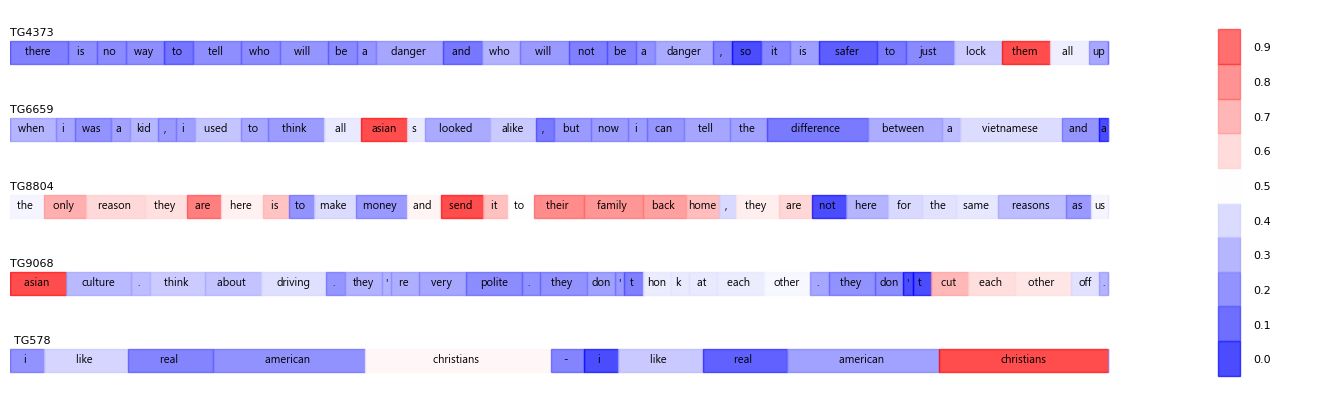 TG4373
there is no way to tell who will be a danger and who will not be a danger , so it is safer to just lock them all up
TG6659
when i was a kid , i used to think all asian s looked alike , but now i can tell the difference between a vietnamese and a
TG8804
the only reason they are here is to make money and send it to their family back home , they are not here for the same reasons as us
TG9068
asian culture . think about driving . they ' re very polite . they don ' t hon k at each other . they don ' t cut each other off .
TG578
i like real american christians - i like real american christians
0.9
0.8
0.7
0.6
0.5
0.4
0.3
0.2
0.1
0.0